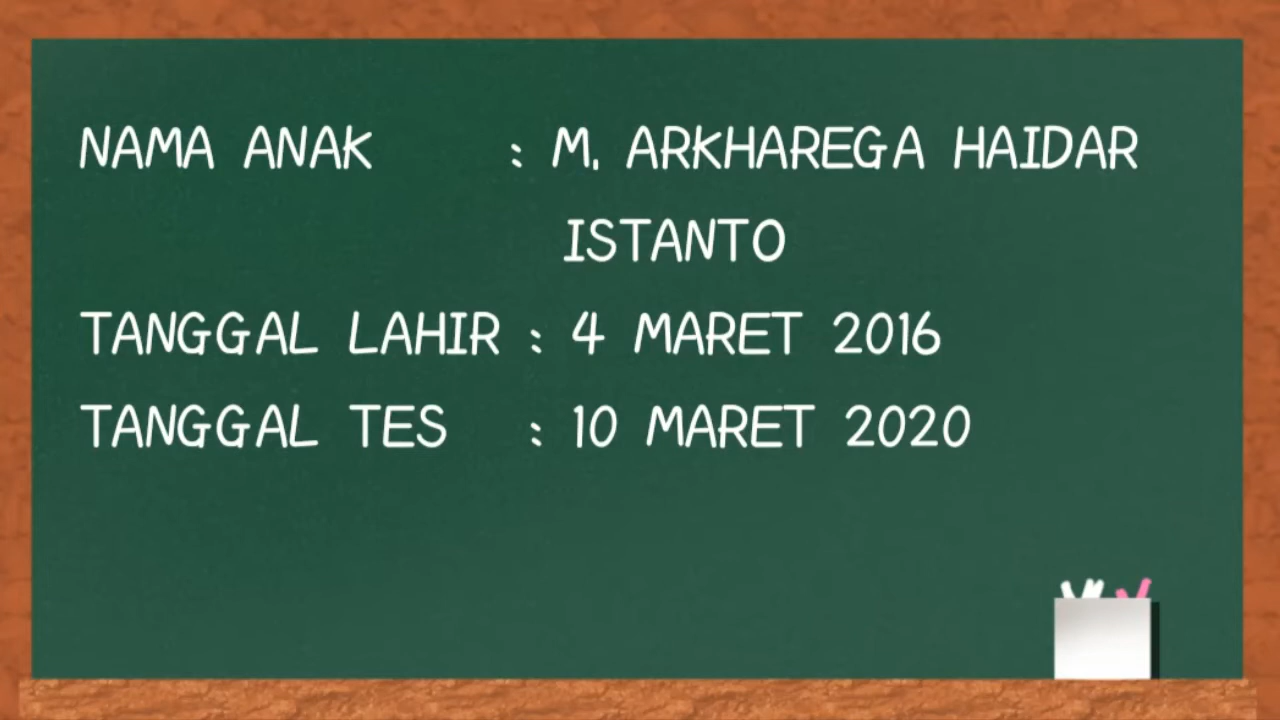 NAMA ANAK : M. ARKHAREGA HAIDAR
ISTANTO
TANGGAL LAHIR : 4 MARET 2016
TANGGAL TES : 10 MARET 2020